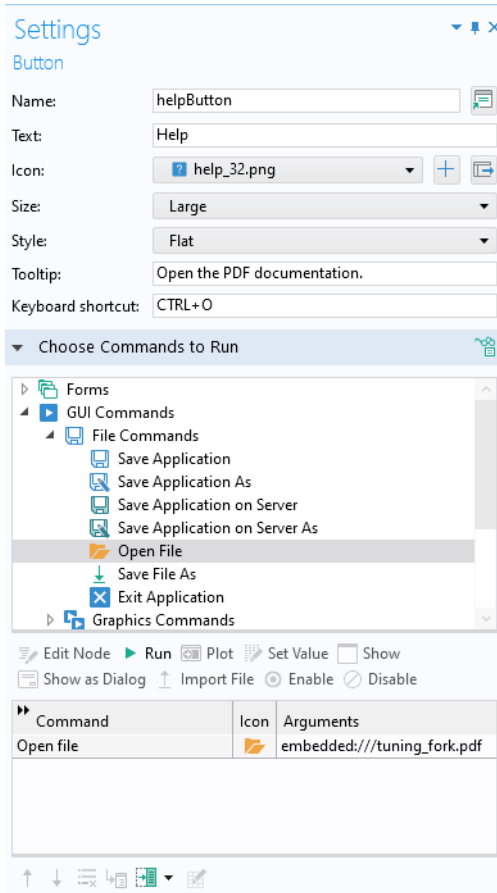 Settings
Button
Name: helpButton
Text: Help
Icon: help_32.png
Size: Large
Style: Flat
Tooltip: Open the PDF documentation.
Keyboard shortcut: CTRL+O
Choose Commands to Run
Forms
GUI Commands
File Commands
Save Application
Save Application As
Save Application on Server
Save Application on Server As
Open File
Save File As
Exit Application
Graphics Commands
Edit Node Run Plot Set Value Show
Show as Dialog Import File Enable Disable
Command Icon Arguments
Open file embedded:///tuning_fork.pdf